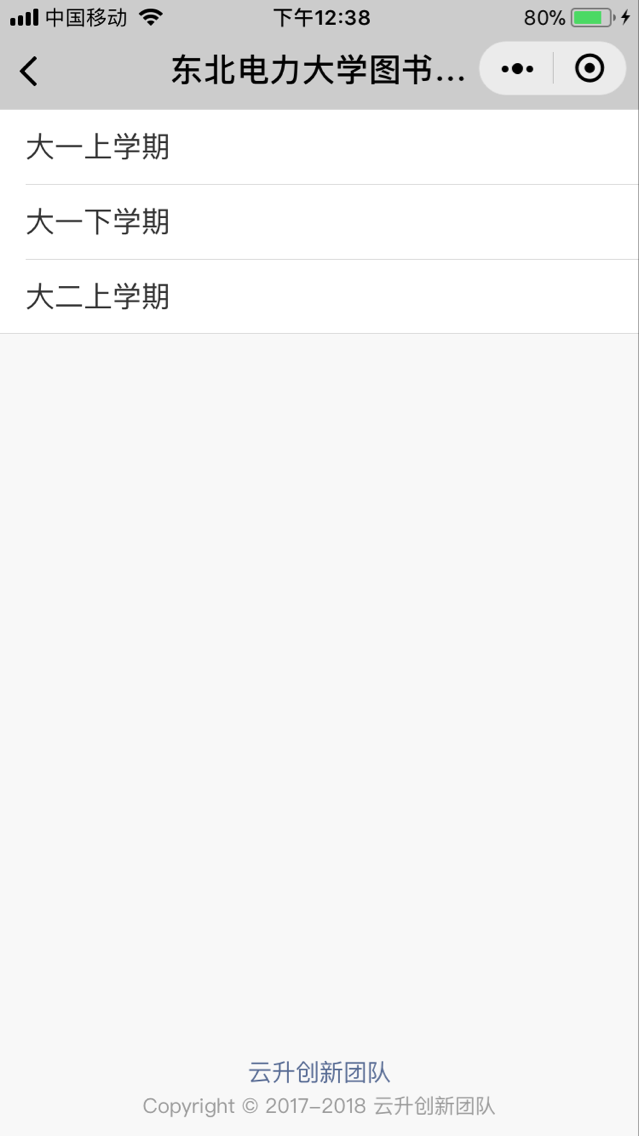 中国移动 下午12:38 80%
东北电力大学图书...
大一上学期
大一下学期
大二上学期
云升创新团队
Copyright © 2017-2018 云升创新团队